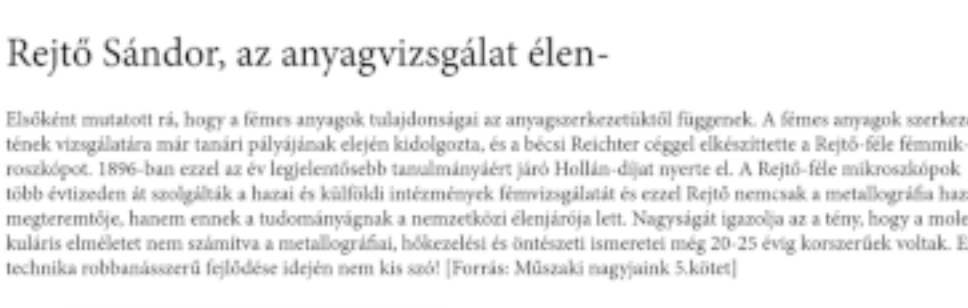 Rejtő Sándor, az anyagvizsgálat élen-
Elsőként mutatott rá, hogy a fémes anyagok tulajdonságai az anyagszerkezetüktől függenek. A fémes anyagok szerkeze
tének vizsgálatára már tanári pályájának elején kidolgozta, és a bécsi Reichter céggel elkészíttette a Rejtő-féle fémmik-
roszkópot. 1896-ban ezzel az év legjelentősebb tanulmányáért járó Hollán-díjat nyerte el. A Rejtő-féle mikroszkópok
több évtizeden át szolgálták a hazai és külföldi intézmények fémvizsgálatát és ezzel Rejtő nemcsak a metallográfia haz
megteremtője, hanem ennek a tudományágnak a nemzetközi élenjárója lett. Nagyságát igazolja az a tény, hogy a mole
kuláris elméletet nem számítva a metallográfiai, hőkezelési és öntészeti ismeretei még 20-25 évig korszerűek voltak. E
technika robbanásszerű fejlődése idején nem kis szó! [Forrás: Műszaki nagyjaink 5.kötet]